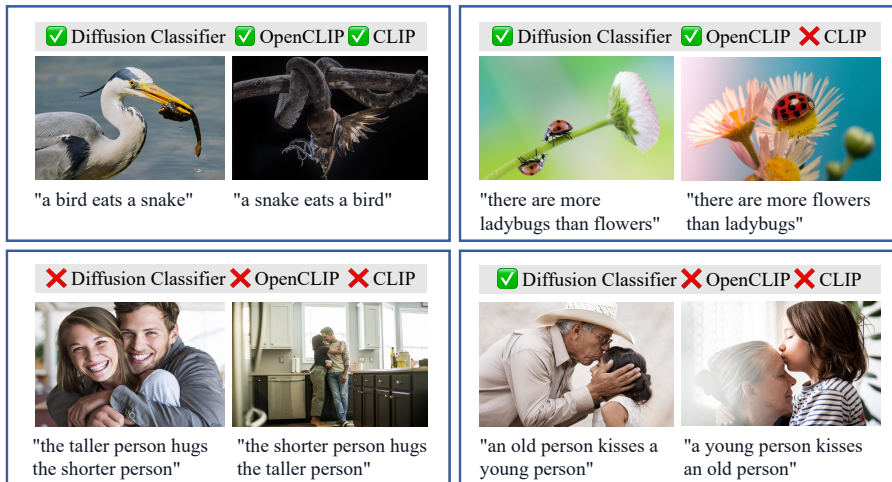 ✅ Diffusion Classifier ✅ OpenCLIP ✅ CLIP
"a bird eats a snake"
"a snake eats a bird"
✅ Diffusion Classifier ✅ OpenCLIP ❌ CLIP
"there are more
ladybugs than flowers"
"there are more flowers
than ladybugs"
❌ Diffusion Classifier ❌ OpenCLIP ❌ CLIP
"the taller person hugs
the shorter person"
"the shorter person hugs
the taller person"
✅ Diffusion Classifier ❌ OpenCLIP ❌ CLIP
"an old person kisses a
young person"
"a young person kisses
an old person"